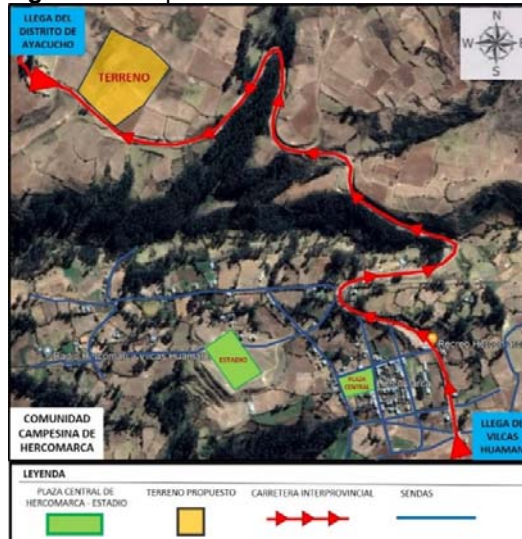 LLEGA DEL
DISTRITO DE
AYACUCHO
TERRENO
N
W
E
S
ESTADIO
PLAZA
CENTRAL
COMUNIDAD
CAMPESINA DE
HERCOMARCA
LLEGA DE
VILCAS
HUAMAN
LEYENDA
PLAZA CENTRAL DE
HERCOMARCA - ESTADIO
TERRENO PROPUESTO
CARRETERA INTERPROVINCIAL
SENDAS